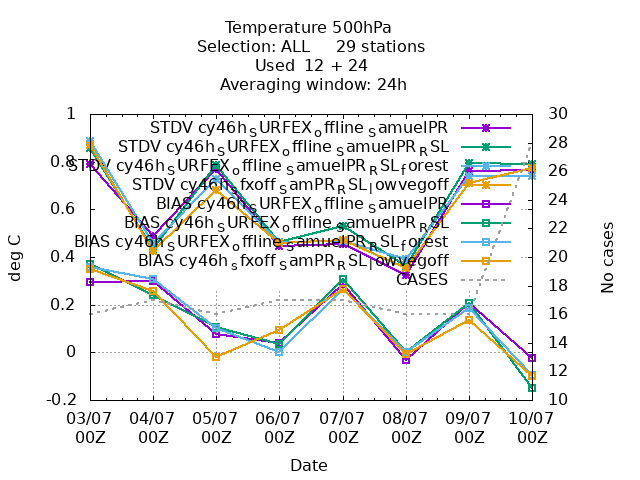 Temperature 500hPa
Selection: ALL     29 stations
Used  12 + 24
Averaging window: 24h
STDV cy46h_SURFEX_offline_samuelPR
STDV cy46h_SURFEX_offline_samuelPR_RSL
STDV cy46h_SURFEX_offline_samuelPR_RSL_forest
STDV cy46h_sfxoff_samPR_RSL_lowvegoff
BIAS cy46h_SURFEX_offline_samuelPR
BIAS cy46h_SURFEX_offline_samuelPR_RSL
BIAS cy46h_SURFEX_offline_samuelPR_RSL_forest
BIAS cy46h_sfxoff_samPR_RSL_lowvegoff
CASES
1
0.8
0.6
0.4
0.2
0
-0.2
deg C
30
28
26
24
22
20
18
16
14
12
10
No cases
03/07 04/07 05/07 06/07 07/07 08/07 09/07 10/07
00Z 00Z 00Z 00Z 00Z 00Z 00Z 00Z
Date